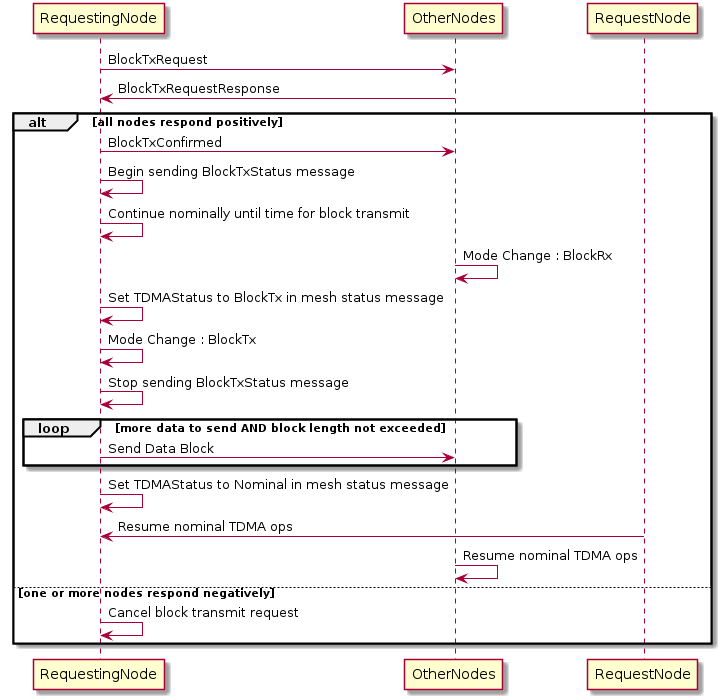 RequestingNode OtherNodes RequestNode
BlockTxRequest
BlockTxRequestResponse
alt [all nodes respond positively]
BlockTxConfirmed
Begin sending BlockTxStatus message
Continue nominally until time for block transmit
Mode Change : BlockRx
Set TDMAStatus to BlockTx in mesh status message
Mode Change : BlockTx
Stop sending BlockTxStatus message
loop [more data to send AND block length not exceeded]
Send Data Block
Set TDMAStatus to Nominal in mesh status message
Resume nominal TDMA ops
Resume nominal TDMA ops
[one or more nodes respond negatively]
Cancel block transmit request
RequestingNode OtherNodes RequestNode